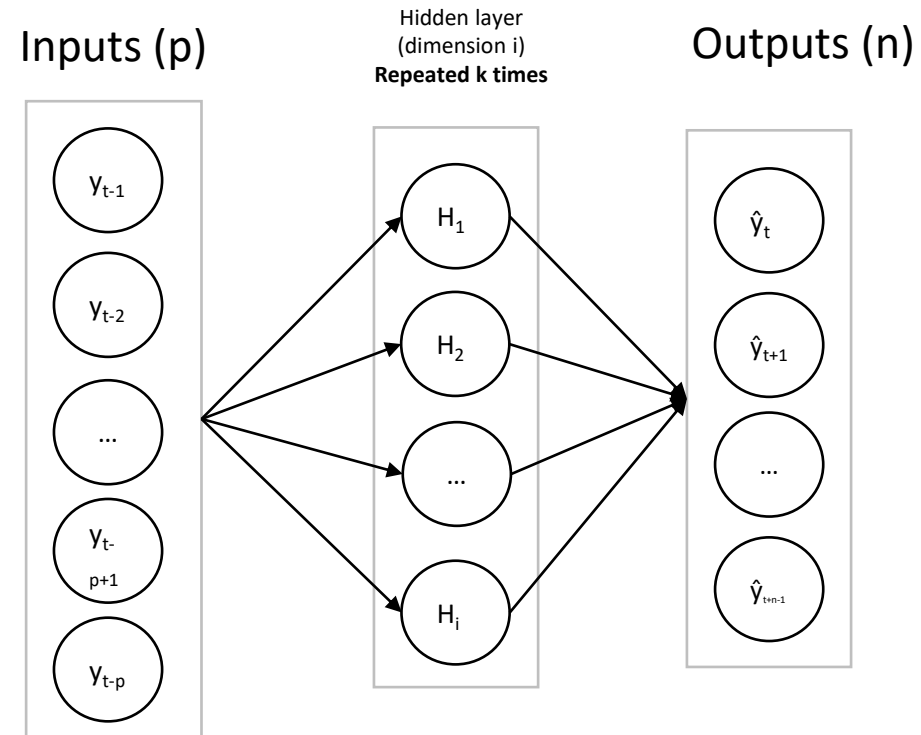 Inputs (p)
Hidden layer
(dimension i)
Repeated k times
Outputs (n)
yₜ₋₁
yₜ₋₂
...
yₜ₋
ₚ₊₁
yₜ₋ₚ
H₁
H₂
...
Hᵢ
ŷₜ
ŷₜ₊₁
...
ŷₜ₊ₙ₋₁